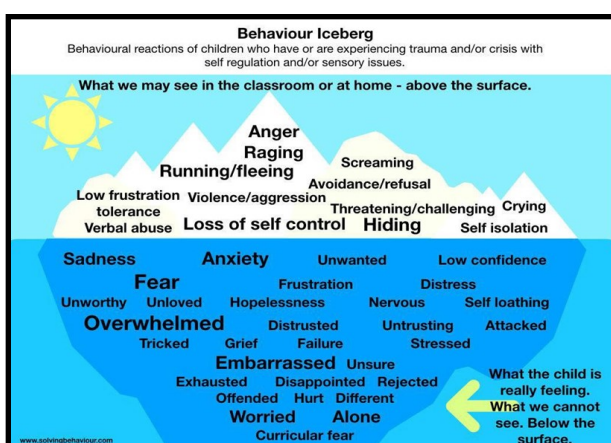 Behaviour Iceberg
Behavioural reactions of children who have or are experiencing trauma and/or crisis with
self regulation and/or sensory issues.
What we may see in the classroom or at home - above the surface.
Anger
Raging
Running/fleeing
Screaming
Avoidance/refusal
Low frustration
tolerance
Violence/aggression
Threatening/challenging
Crying
Verbal abuse
Loss of self control
Hiding
Self isolation
Sadness
Anxiety
Unwanted
Low confidence
Fear
Frustration
Distress
Unworthy
Unloved
Hopelessness
Nervous
Self loathing
Overwhelmed
Distrusted
Untrusting
Attacked
Tricked
Grief
Failure
Stressed
Embarrassed
Unsure
Exhausted
Disappointed
Rejected
Offended
Hurt
Different
Worried
Alone
Curricular fear
What the child is
really feeling.
What we cannot
see. Below the
surface.
www.solvingbehaviour.com